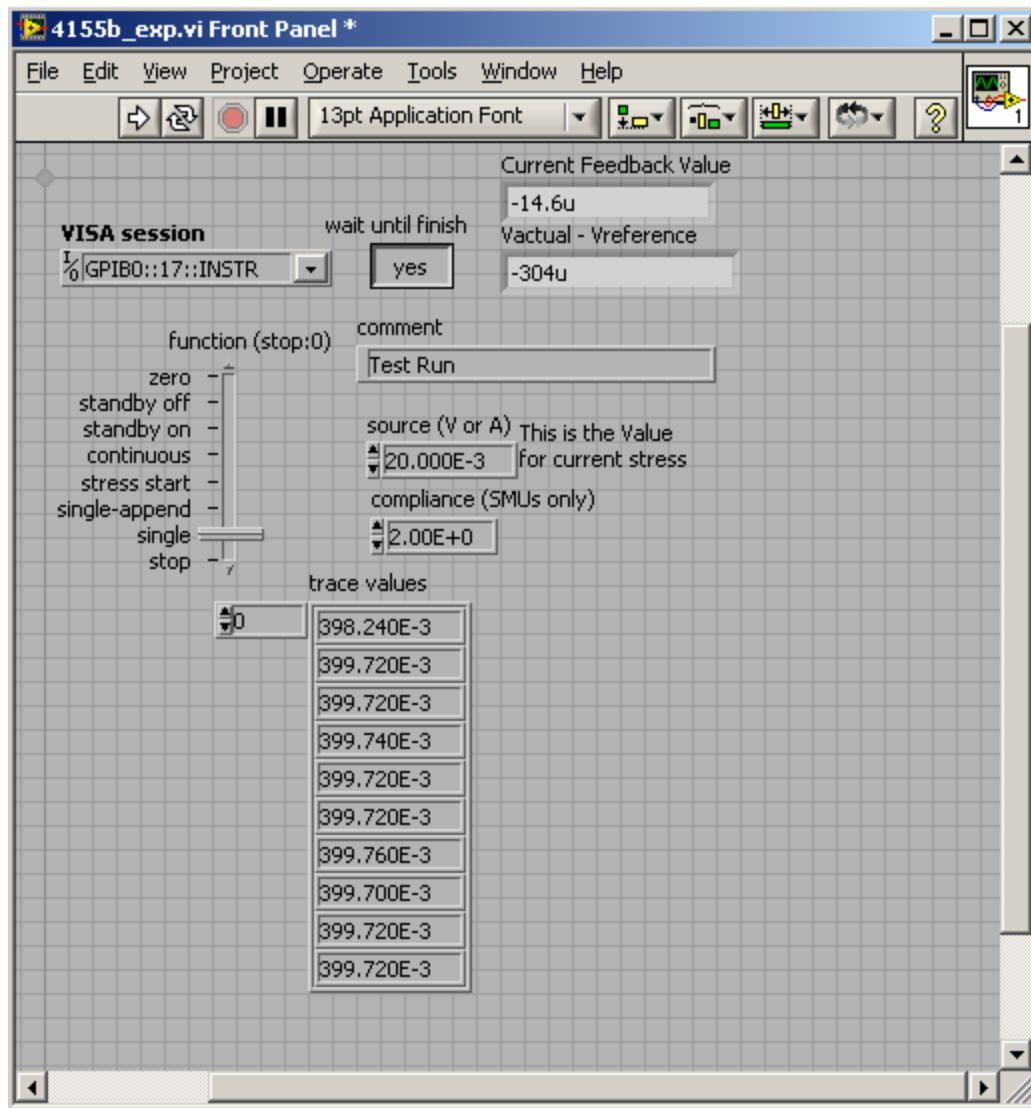 4155b_exp.vi Front Panel *
File Edit View Project Operate Tools Window Help
13pt Application Font
1
Current Feedback Value
-14.6u
VISA session
wait until finish
Vactual - Vreference
GPIB0::17::INSTR
yes
-304u
function (stop:0)
comment
Test Run
zero
standby off
standby on
continuous
stress start
single-append
single
stop
source (V or A)
20.000E-3
This is the Value
for current stress
compliance (SMUs only)
2.00E+0
trace values
0
398.240E-3
399.720E-3
399.720E-3
399.740E-3
399.720E-3
399.720E-3
399.760E-3
399.700E-3
399.720E-3
399.720E-3